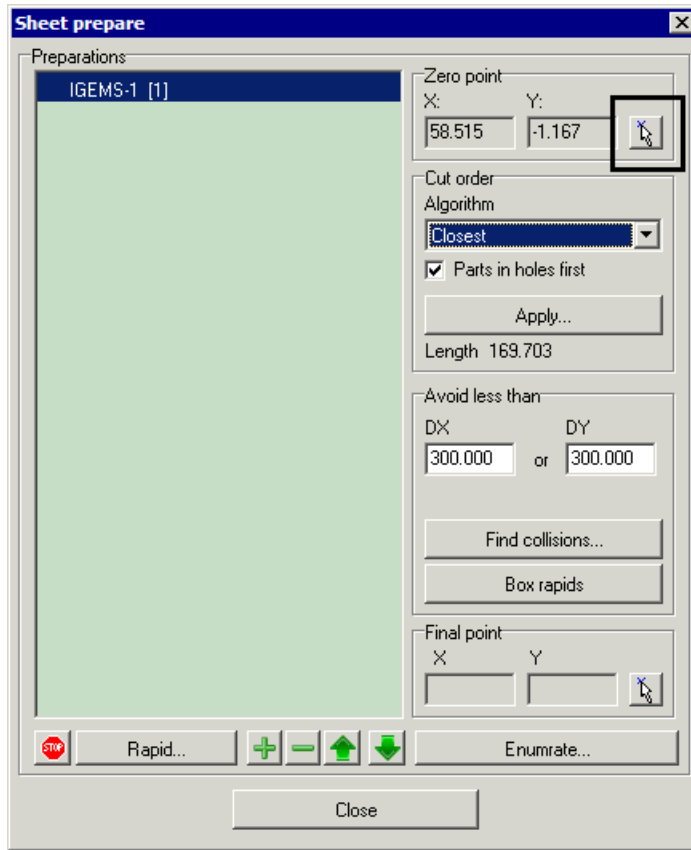 Sheet prepare
Preparations
IGEMS-1 [1]
Zero point
X: Y:
58.515 -1.167
Cut order
Algorithm
Closest
Parts in holes first
Apply...
Length 169.703
Avoid less than
DX DY
300.000 or 300.000
Find collisions...
Box rapids
Final point
X Y
STOP Rapid... Enumrate...
Close